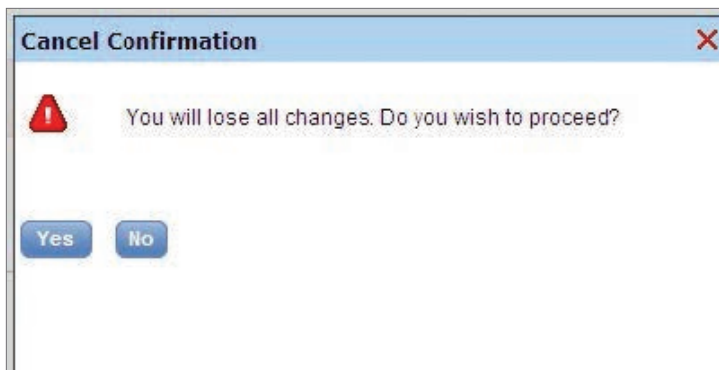 Cancel Confirmation
You will lose all changes. Do you wish to proceed?
Yes No